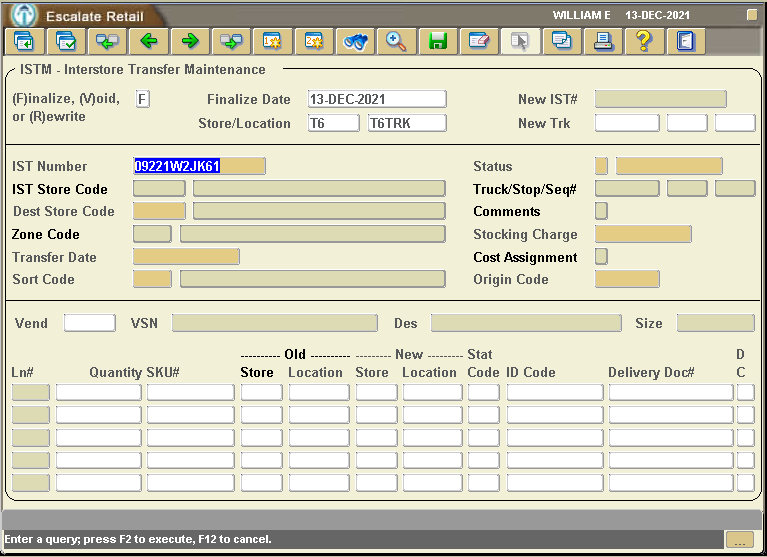 Escalate Retail WILLIAM E 13-DEC-2021
ISTM - Interstore Transfer Maintenance
(F)inalize, (V)oid, F Finalize Date 13-DEC-2021 New IST#
or (R)ewrite Store/Location T6 T6TRK New Trk
IST Number 09221W2JK61 Status
IST Store Code Truck/Stop/Seq#
Dest Store Code Comments
Zone Code Stocking Charge
Transfer Date Cost Assignment
Sort Code Origin Code
Vend VSN Des Size
---------- Old ---------- --------- New --------- Stat D
Ln# Quantity SKU# Store Location Store Location Code ID Code Delivery Doc# C
Enter a query; press F2 to execute, F12 to cancel. ...